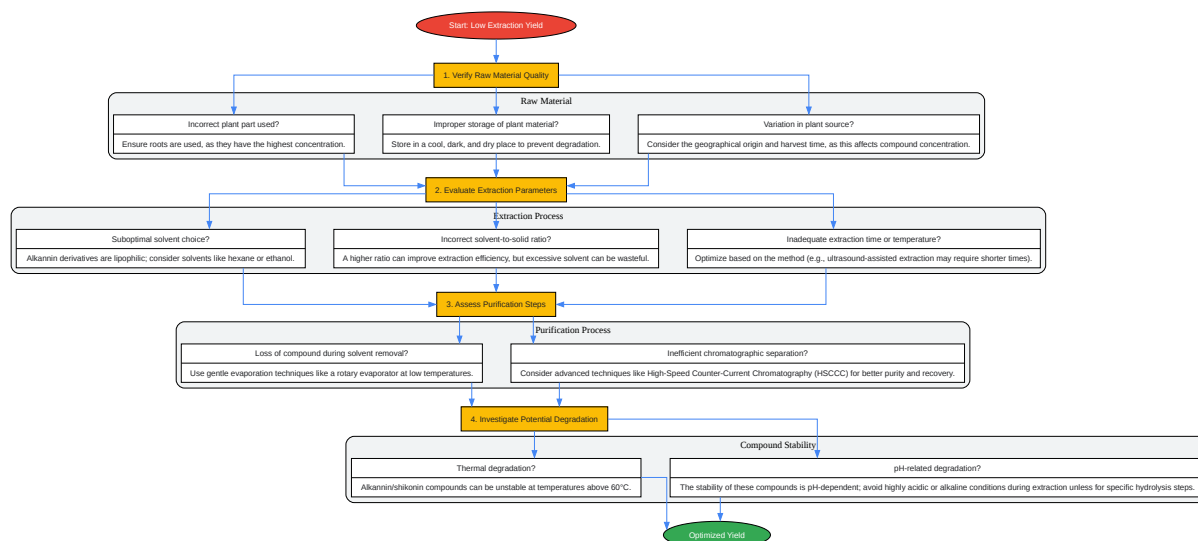 Start: Low Extraction Yield
1. Verify Raw Material Quality
Raw Material
Incorrect plant part used?
Ensure roots are used, as they have the highest concentration.
Improper storage of plant material?
Store in a cool, dark, and dry place to prevent degradation.
Variation in plant source?
Consider the geographical origin and harvest time, as this affects compound concentration.
2. Evaluate Extraction Parameters
Extraction Process
Suboptimal solvent choice?
Alkannin derivatives are lipophilic; consider solvents like hexane or ethanol.
Incorrect solvent-to-solid ratio?
A higher ratio can improve extraction efficiency, but excessive solvent can be wasteful.
Inadequate extraction time or temperature?
Optimize based on the method (e.g., ultrasound-assisted extraction may require shorter times).
3. Assess Purification Steps
Purification Process
Loss of compound during solvent removal?
Use gentle evaporation techniques like a rotary evaporator at low temperatures.
Inefficient chromatographic separation?
Consider advanced techniques like High-Speed Counter-Current Chromatography (HSCCC) for better purity and recovery.
4. Investigate Potential Degradation
Compound Stability
Thermal degradation?
Alkannin/shikonin compounds can be unstable at temperatures above 60°C.
pH-related degradation?
The stability of these compounds is pH-dependent; avoid highly acidic or alkaline conditions during extraction unless for specific hydrolysis steps.
Optimized Yield